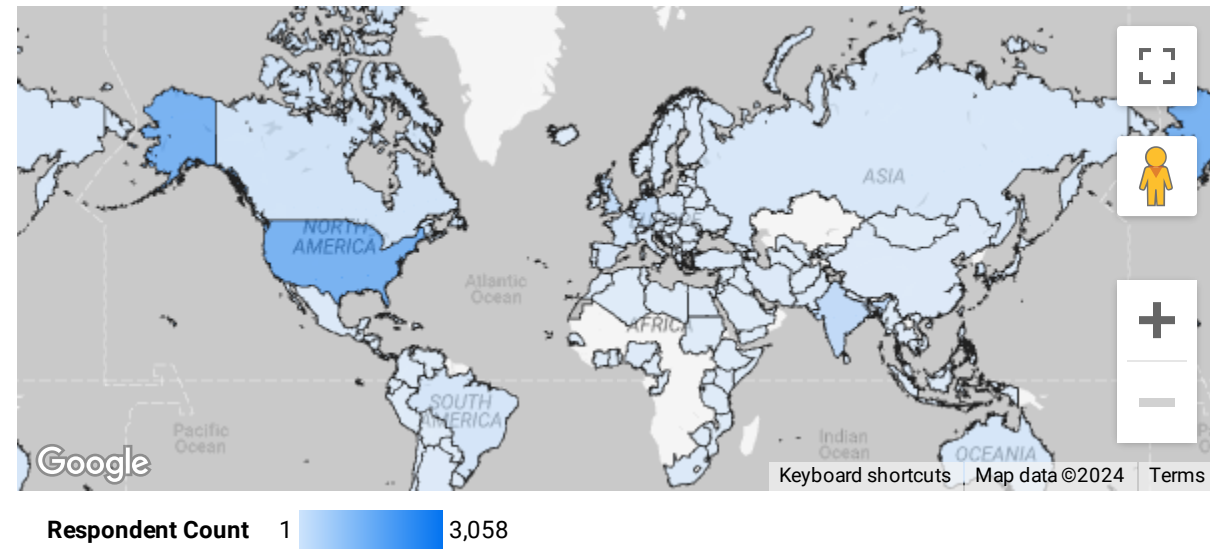 ASIA
NORTH
AMERICA
EUROPE
Atlantic
Ocean
AFRICA
SOUTH
AMERICA
Pacific
Ocean
Indian
Ocean
OCEANIA
Google
Keyboard shortcuts
Map data ©2024
Terms
Respondent Count 1 3,058